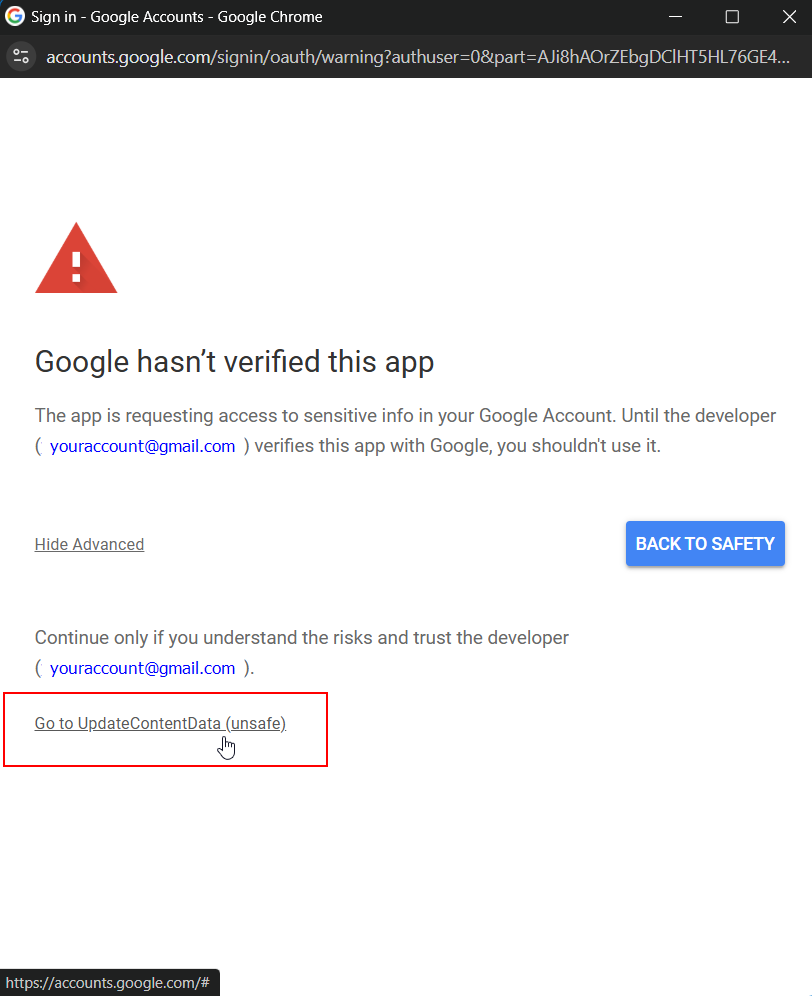 Sign in - Google Accounts - Google Chrome
accounts.google.com/signin/oauth/warning?authuser=0&part=AJi8hAOrZEbgDClHT5HL76GE4...
Google hasn’t verified this app
The app is requesting access to sensitive info in your Google Account. Until the developer
( youraccount@gmail.com ) verifies this app with Google, you shouldn't use it.
Hide Advanced
BACK TO SAFETY
Continue only if you understand the risks and trust the developer
( youraccount@gmail.com ).
Go to UpdateContentData (unsafe)
https://accounts.google.com/#